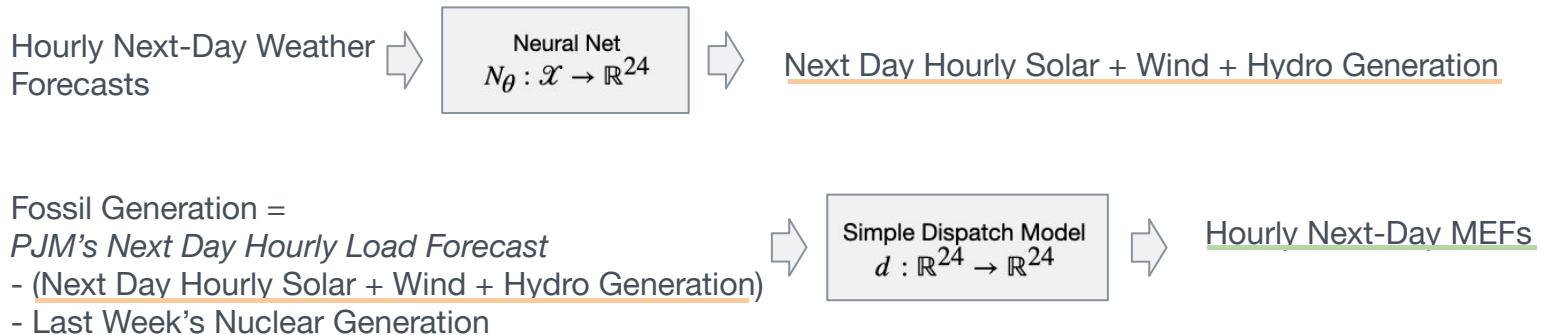 Hourly Next-Day Weather
Forecasts
Neural Net
N_θ : 𝒳 → ℝ^24
Next Day Hourly Solar + Wind + Hydro Generation
Fossil Generation =
PJM's Next Day Hourly Load Forecast
- (Next Day Hourly Solar + Wind + Hydro Generation)
- Last Week's Nuclear Generation
Simple Dispatch Model
d : ℝ^24 → ℝ^24
Hourly Next-Day MEFs